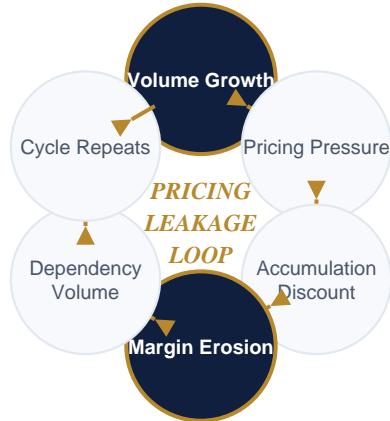 Volume Growth
Cycle Repeats
Pricing Pressure
PRICING
LEAKAGE
LOOP
Dependency
Volume
Accumulation
Discount
Margin Erosion